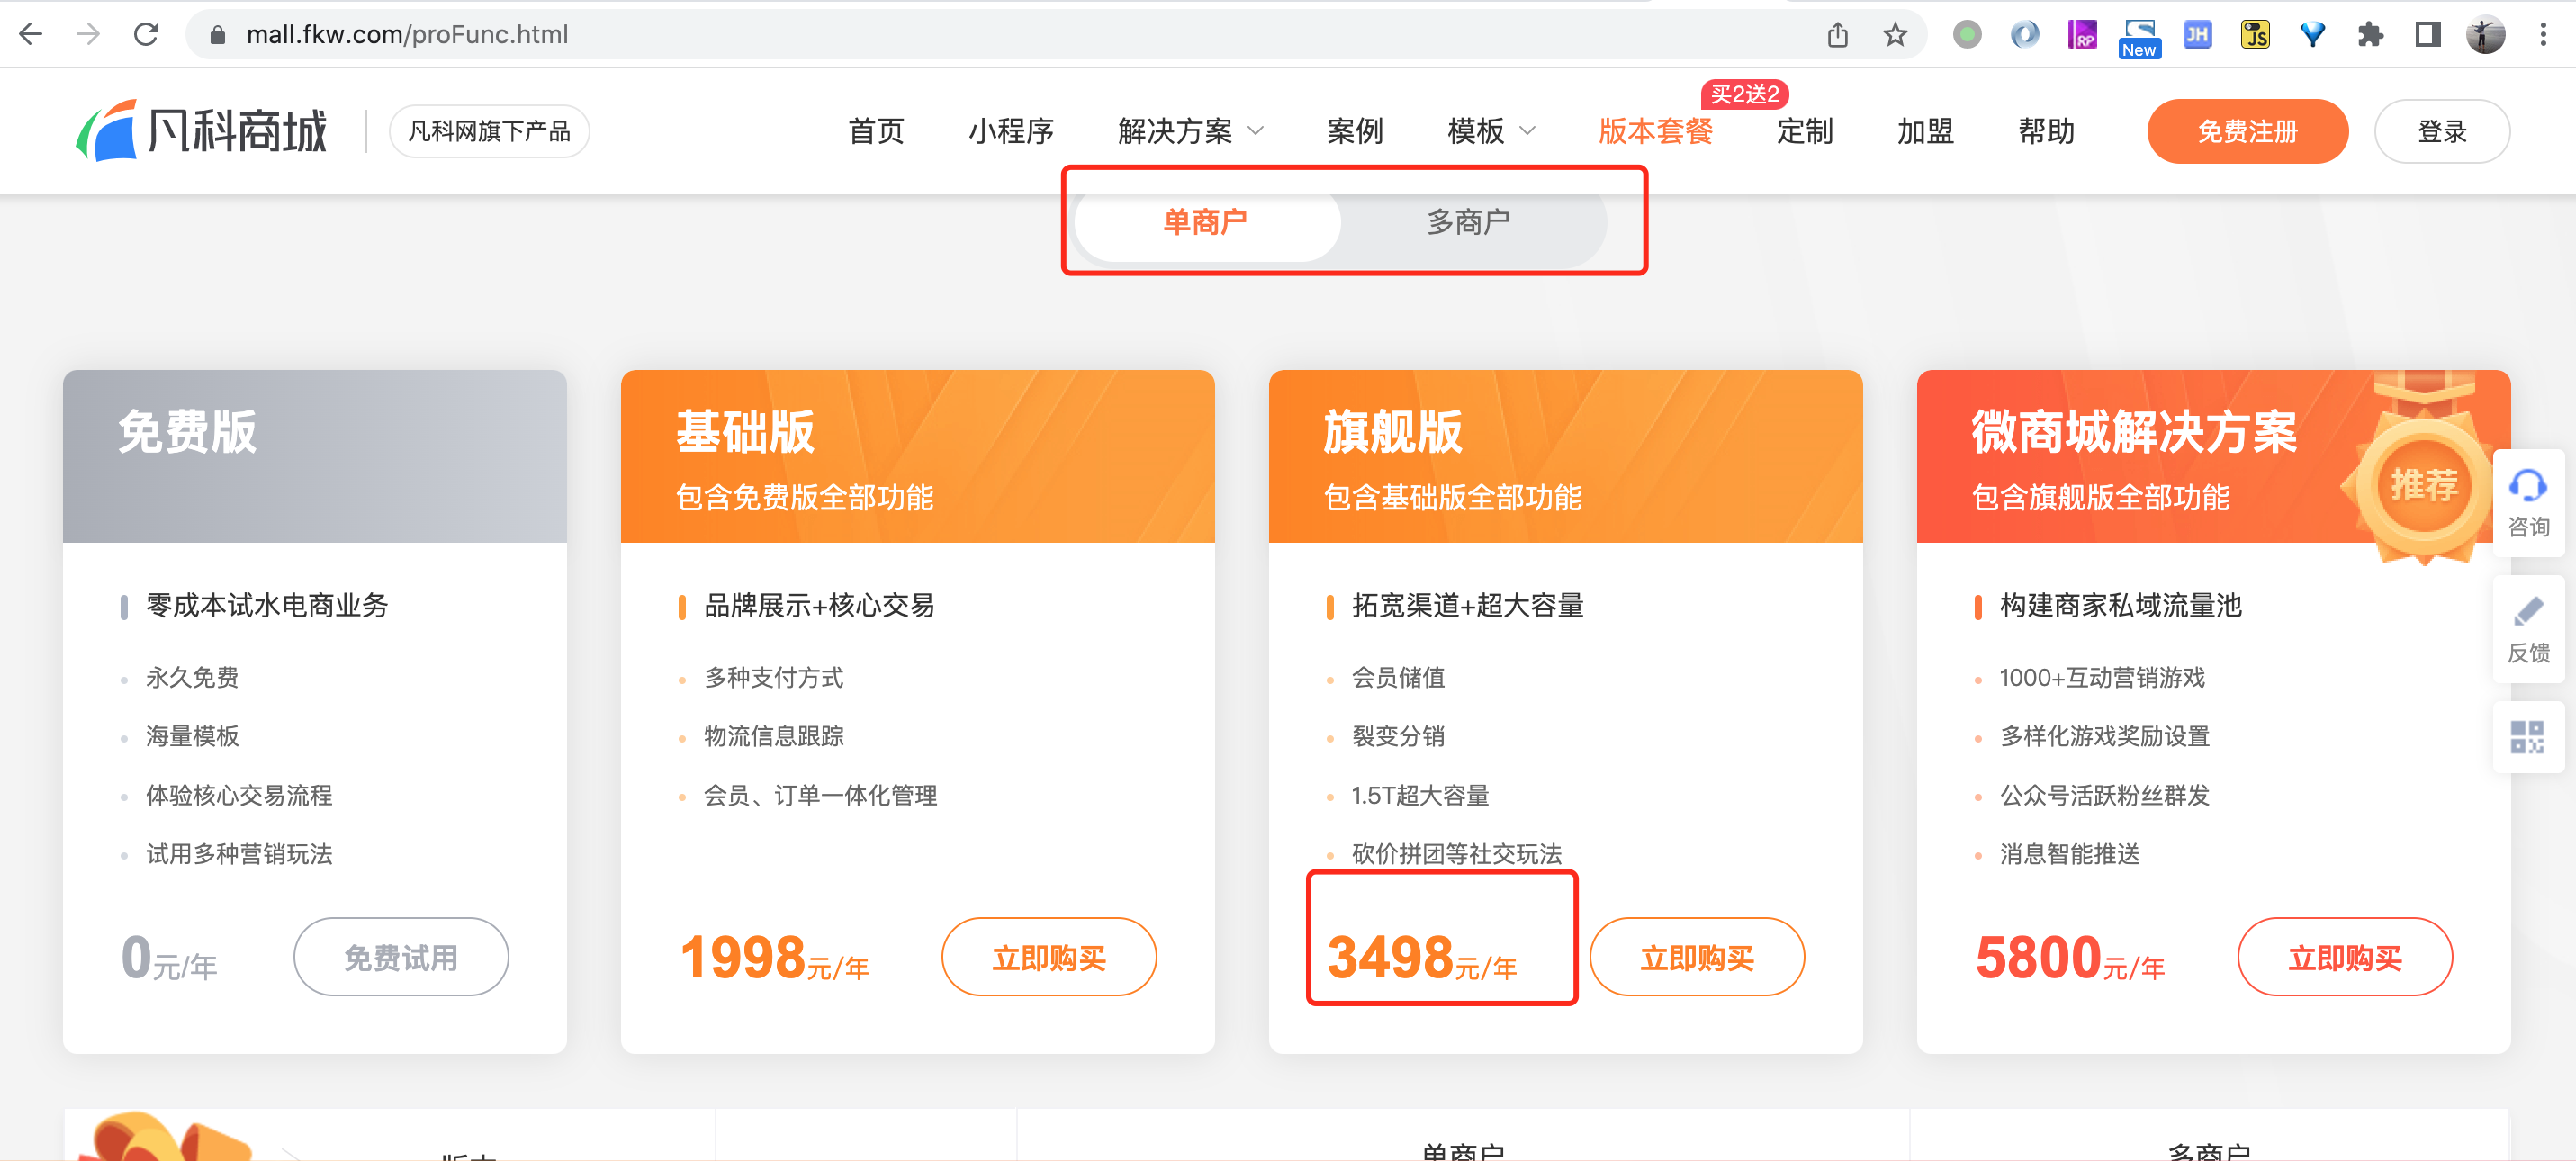 mall.fkw.com/proFunc.html
RP
New
JH
JS
凡科商城
凡科网旗下产品
首页
小程序
解决方案
案例
模板
版本套餐
买2送2
定制
加盟
帮助
免费注册
登录
单商户
多商户
免费版
基础版
包含免费版全部功能
旗舰版
包含基础版全部功能
微商城解决方案
包含旗舰版全部功能
推荐
咨询
反馈
零成本试水电商业务
永久免费
海量模板
体验核心交易流程
试用多种营销玩法
0元/年
免费试用
品牌展示+核心交易
多种支付方式
物流信息跟踪
会员、订单一体化管理
1998元/年
立即购买
拓宽渠道+超大容量
会员储值
裂变分销
1.5T超大容量
砍价拼团等社交玩法
3498元/年
立即购买
构建商家私域流量池
1000+互动营销游戏
多样化游戏奖励设置
公众号活跃粉丝群发
消息智能推送
5800元/年
立即购买
版本
单商户
多商户